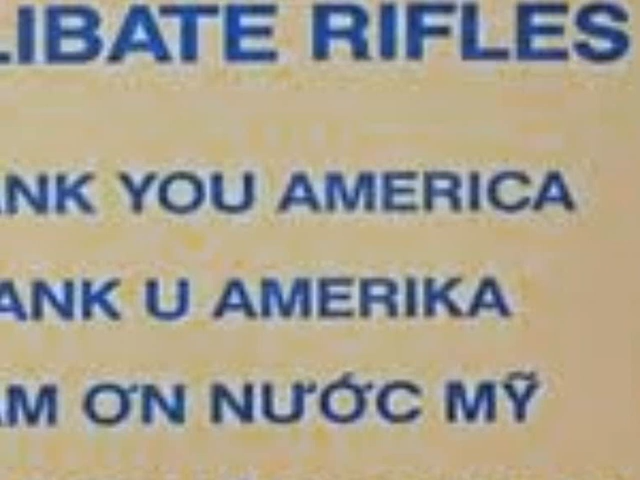 LIBATE RIFLES
ANK YOU AMERICA
ANK U AMERIKA
AM ƠN NƯỚC MỸ